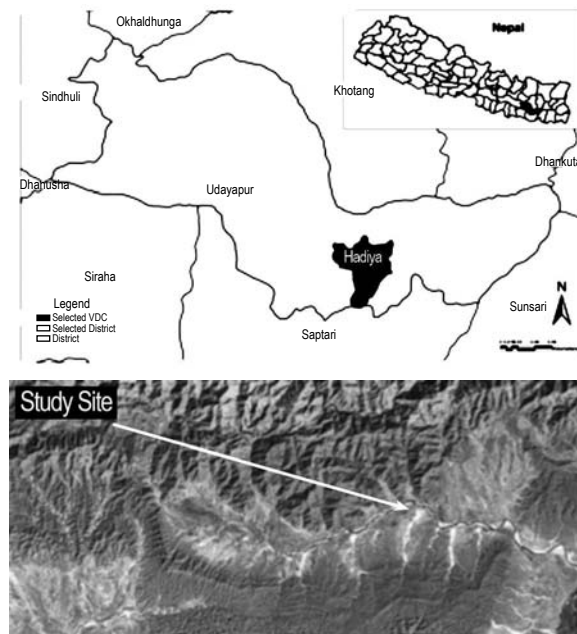 Okhaldhunga
Nepal
Sindhuli
Khotang
Dhankuta
Dhanusha
Udayapur
Hadiya
Siraha
Legend
Selected VDC
Selected District
District
N
Sunsari
Saptari
Study Site